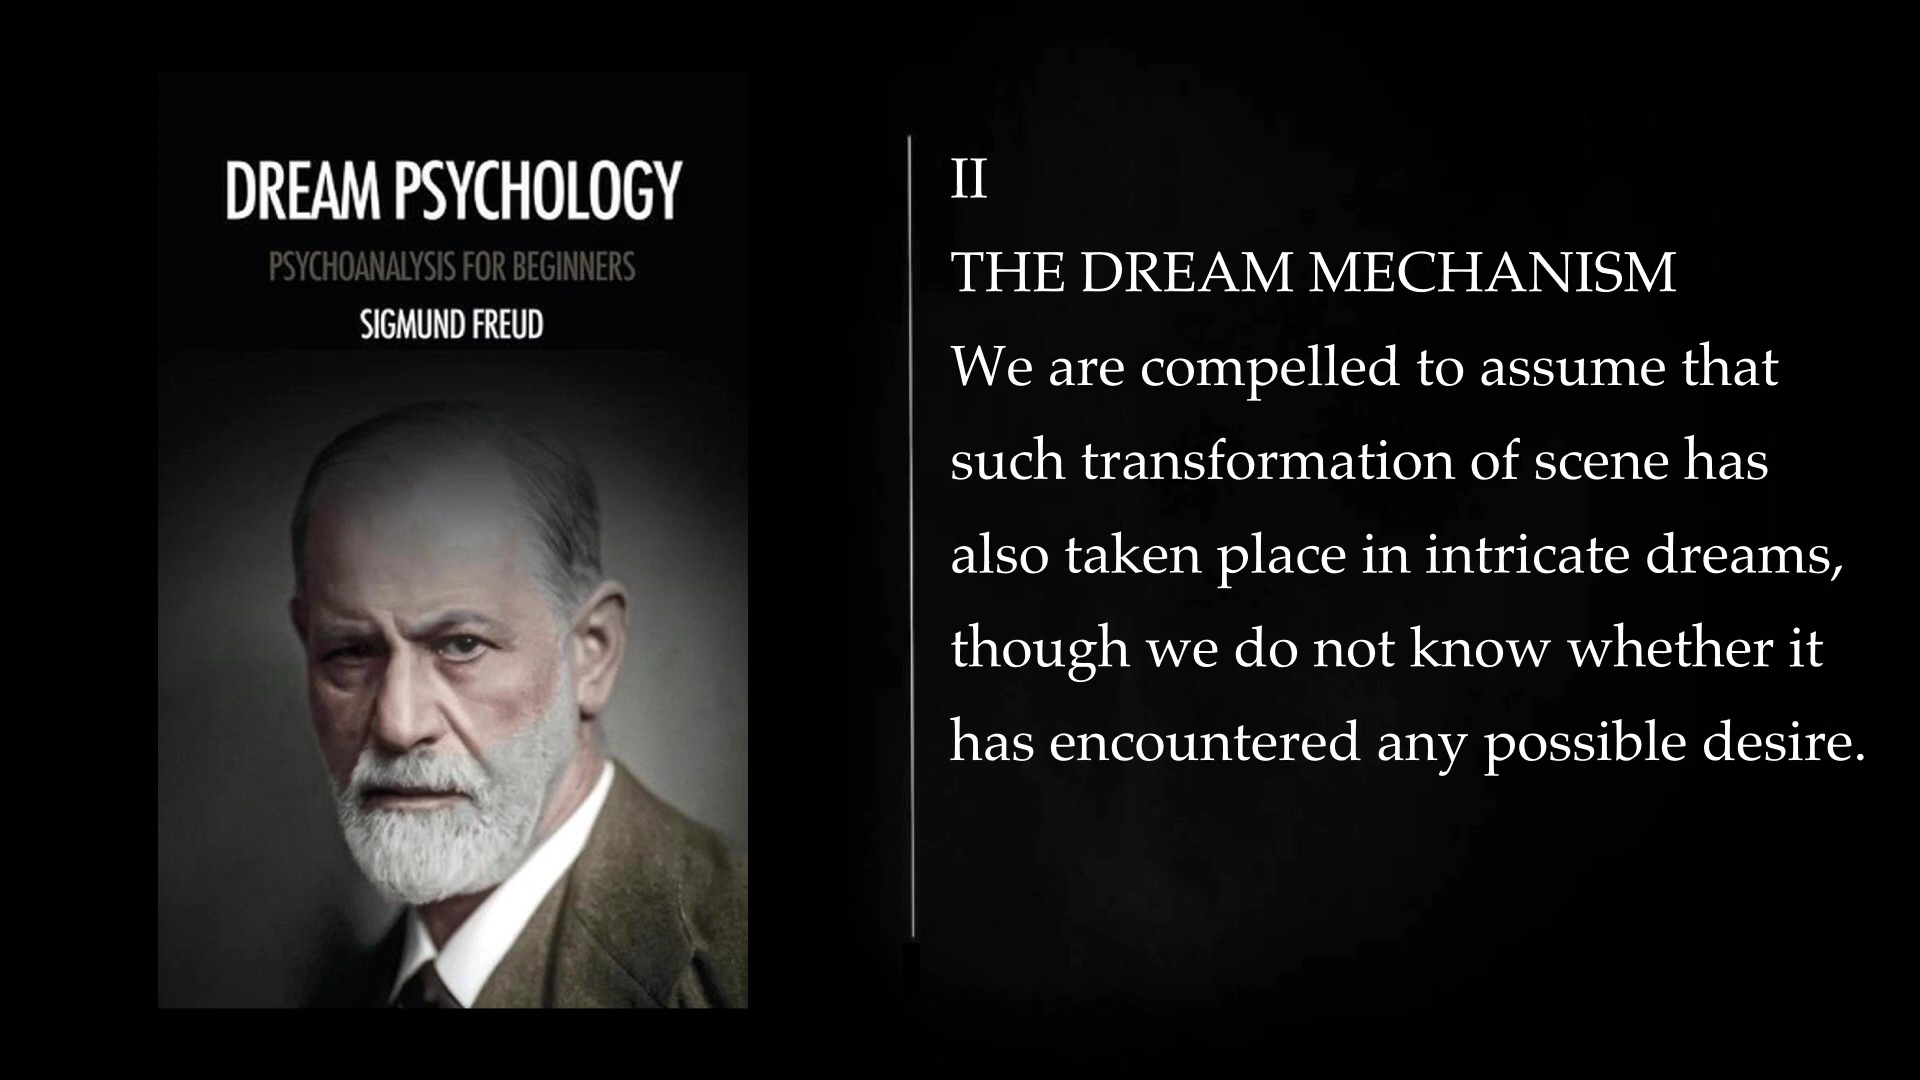 DREAM PSYCHOLOGY
PSYCHOANALYSIS FOR BEGINNERS
SIGMUND FREUD
II
THE DREAM MECHANISM
We are compelled to assume that
such transformation of scene has
also taken place in intricate dreams,
though we do not know whether it
has encountered any possible desire.